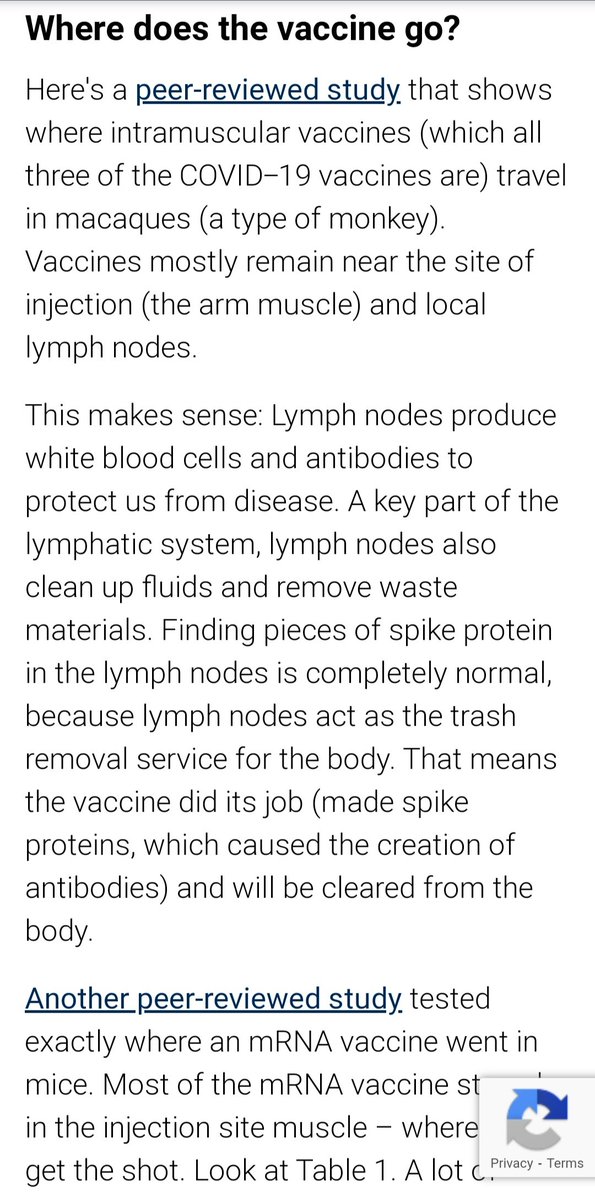 Where does the vaccine go?
Here's a peer-reviewed study that shows
where intramuscular vaccines (which all
three of the COVID–19 vaccines are) travel
in macaques (a type of monkey).
Vaccines mostly remain near the site of
injection (the arm muscle) and local
lymph nodes.
This makes sense: Lymph nodes produce
white blood cells and antibodies to
protect us from disease. A key part of the
lymphatic system, lymph nodes also
clean up fluids and remove waste
materials. Finding pieces of spike protein
in the lymph nodes is completely normal,
because lymph nodes act as the trash
removal service for the body. That means
the vaccine did its job (made spike
proteins, which caused the creation of
antibodies) and will be cleared from the
body.
Another peer-reviewed study tested
exactly where an mRNA vaccine went in
mice. Most of the mRNA vaccine
in the injection site muscle – where
get the shot. Look at Table 1. A lot
Privacy - Terms